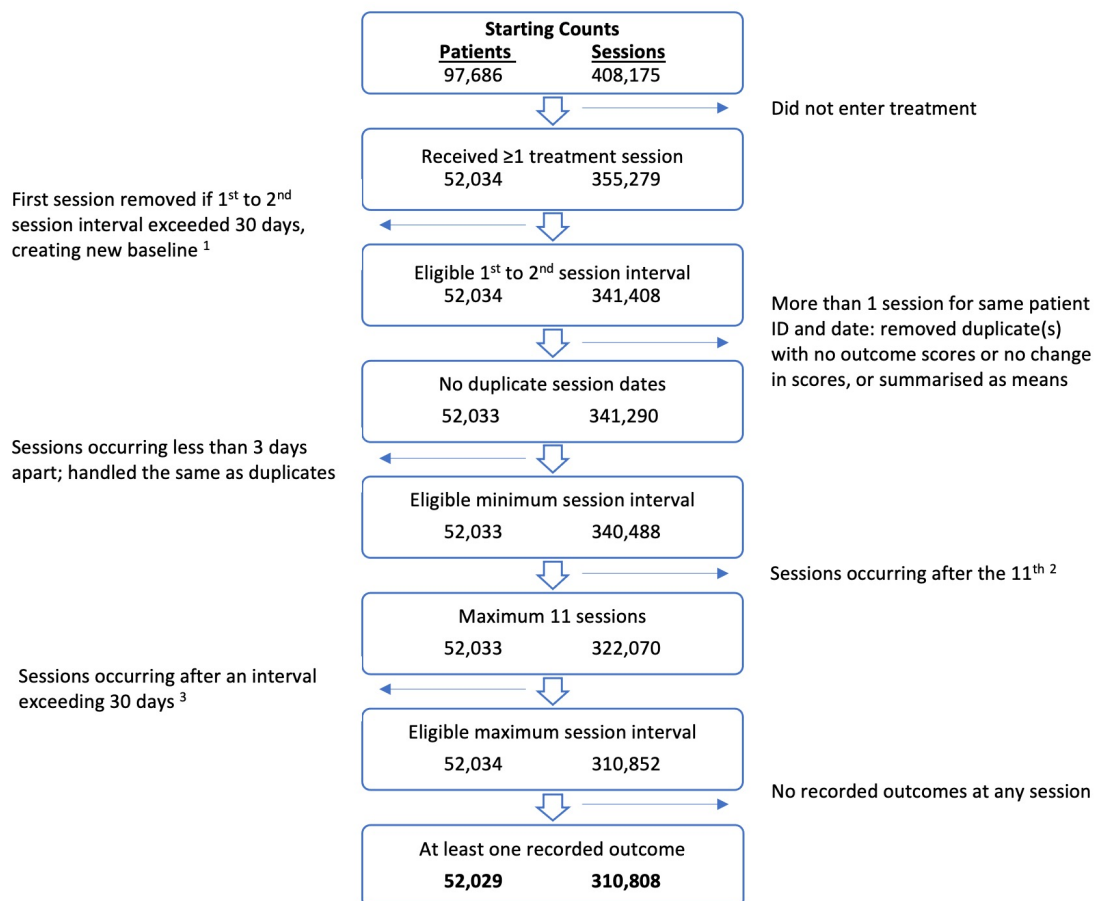 Starting Counts
Patients Sessions
97,686 408,175
Did not enter treatment
Received ≥1 treatment session
52,034 355,279
First session removed if 1st to 2nd
session interval exceeded 30 days,
creating new baseline 1
Eligible 1st to 2nd session interval
52,034 341,408
More than 1 session for same patient
ID and date: removed duplicate(s)
with no outcome scores or no change
in scores, or summarised as means
No duplicate session dates
52,033 341,290
Sessions occurring less than 3 days
apart; handled the same as duplicates
Eligible minimum session interval
52,033 340,488
Sessions occurring after the 11th 2
Maximum 11 sessions
52,033 322,070
Sessions occurring after an interval
exceeding 30 days 3
Eligible maximum session interval
52,034 310,852
No recorded outcomes at any session
At least one recorded outcome
52,029 310,808